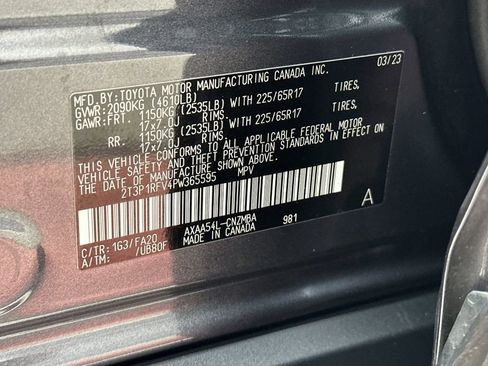 MFD.BY:TOYOTA MOTOR MANUFACTURING CANADA INC. 03/23
GVWR:2090KG (4610LB)
GAWR:FRT. 1150KG (2535LB) WITH 225/65R17 TIRES,
17x7.0J RIMS,
RR. 1150KG (2535LB) WITH 225/65R17 TIRES,
17x7.0J RIMS,
THIS VEHICLE CONFORMS TO ALL APPLICABLE FEDERAL MOTOR
VEHICLE SAFETY AND THEFT PREVENTION STANDARDS IN EFFECT
ON THE DATE OF MANUFACTURE SHOWN ABOVE.
2T3P1RFV4PW365595 MPV
A
C/TR:1G3/FA20 AXAA54L-CNZMBA 981
A/TM: /UB80F MADE IN CANADA